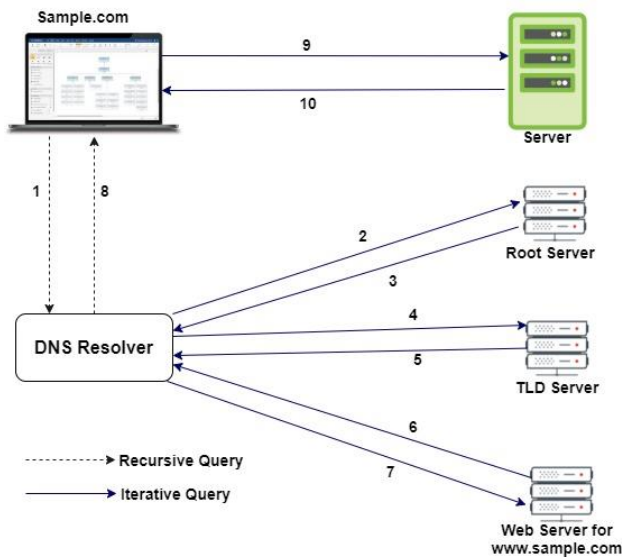 Sample.com
9
10
Server
1
8
2
3
Root Server
4
5
DNS Resolver
TLD Server
6
7
Recursive Query
Iterative Query
Web Server for
www.sample.com